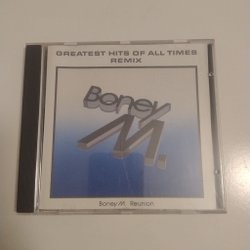 GREATEST HITS OF ALL TIMES
REMIX
Boney
M.
Boney M. Reunion